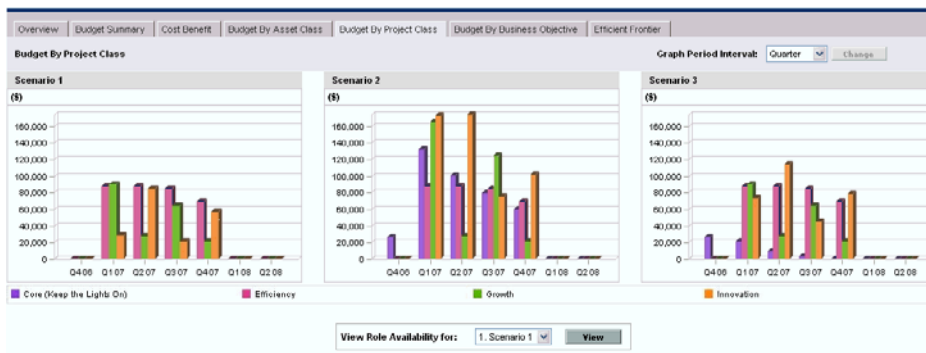 Overview Budget Summary Cost Benefit Budget By Asset Class Budget By Project Class Budget By Business Objective Efficient Frontier
Budget By Project Class Graph Period Interval: Quarter Change
Scenario 1 Scenario 2 Scenario 3
($) ($) ($)
160,000 160,000 160,000
140,000 140,000 140,000
120,000 120,000 120,000
100,000 100,000 100,000
80,000 80,000 80,000
60,000 60,000 60,000
40,000 40,000 40,000
20,000 20,000 20,000
0 0 0
Q4 06 Q1 07 Q2 07 Q3 07 Q4 07 Q1 08 Q2 08 Q4 06 Q1 07 Q2 07 Q3 07 Q4 07 Q1 08 Q2 08 Q4 06 Q1 07 Q2 07 Q3 07 Q4 07 Q1 08 Q2 08
Core (Keep the Lights On) Efficiency Growth Innovation
View Role Availability for: 1. Scenario 1 View